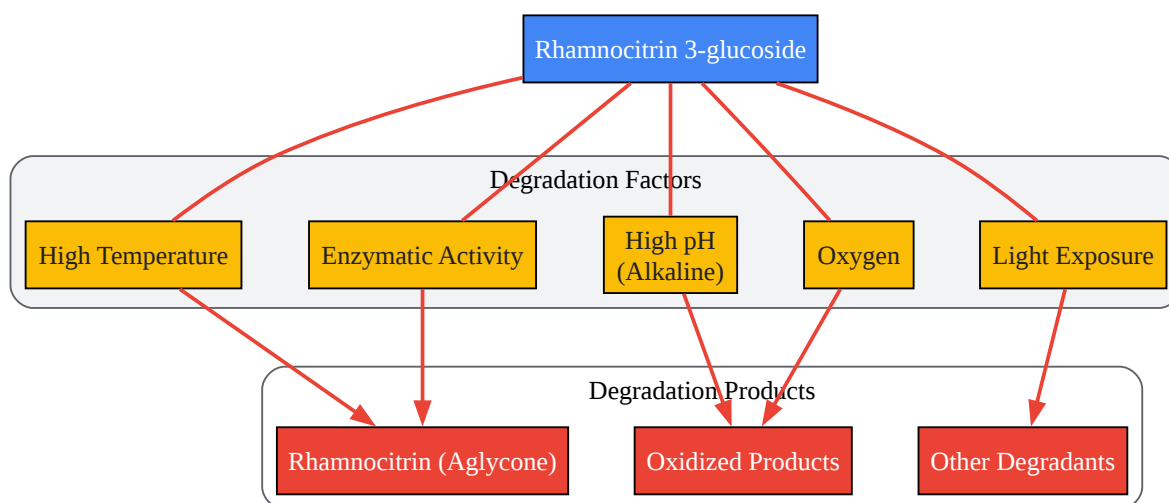 Rhamnocitrin 3-glucoside
Degradation Factors
High Temperature
Enzymatic Activity
High pH
(Alkaline)
Oxygen
Light Exposure
Degradation Products
Rhamnocitrin (Aglycone)
Oxidized Products
Other Degradants